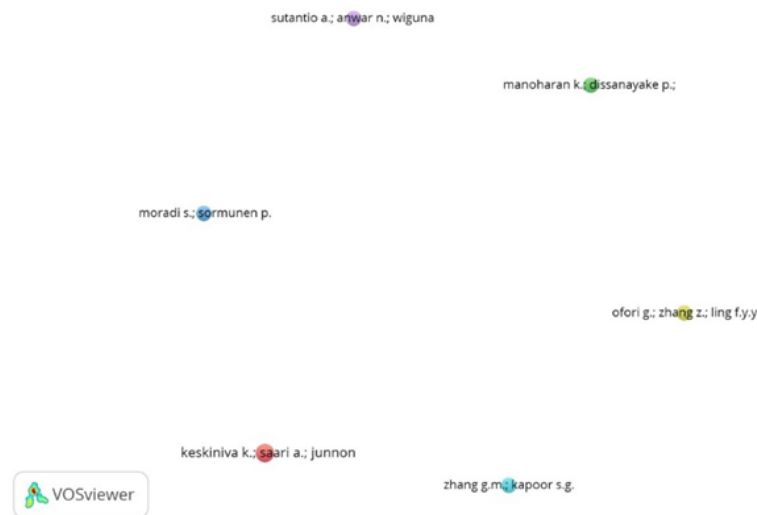 sutantio a.; anwar n.; wiguna
manoharan k.; dissanayake p.;
moradi s.; sormunen p.
ofori g.; zhang z.; ling f.y.y
keskiniva k.; saari a.; junnon
zhang g.m.; kapoor s.g.
VOSviewer